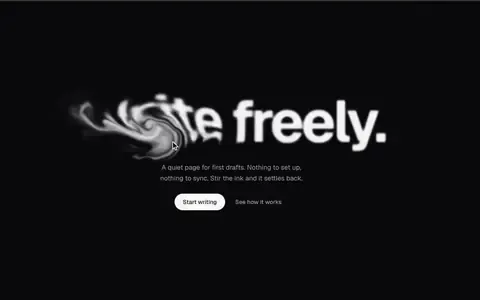 freely.
A quiet page for first drafts. Nothing to set up,
nothing to sync. Stir the ink and it settles back.
Start writing
See how it works